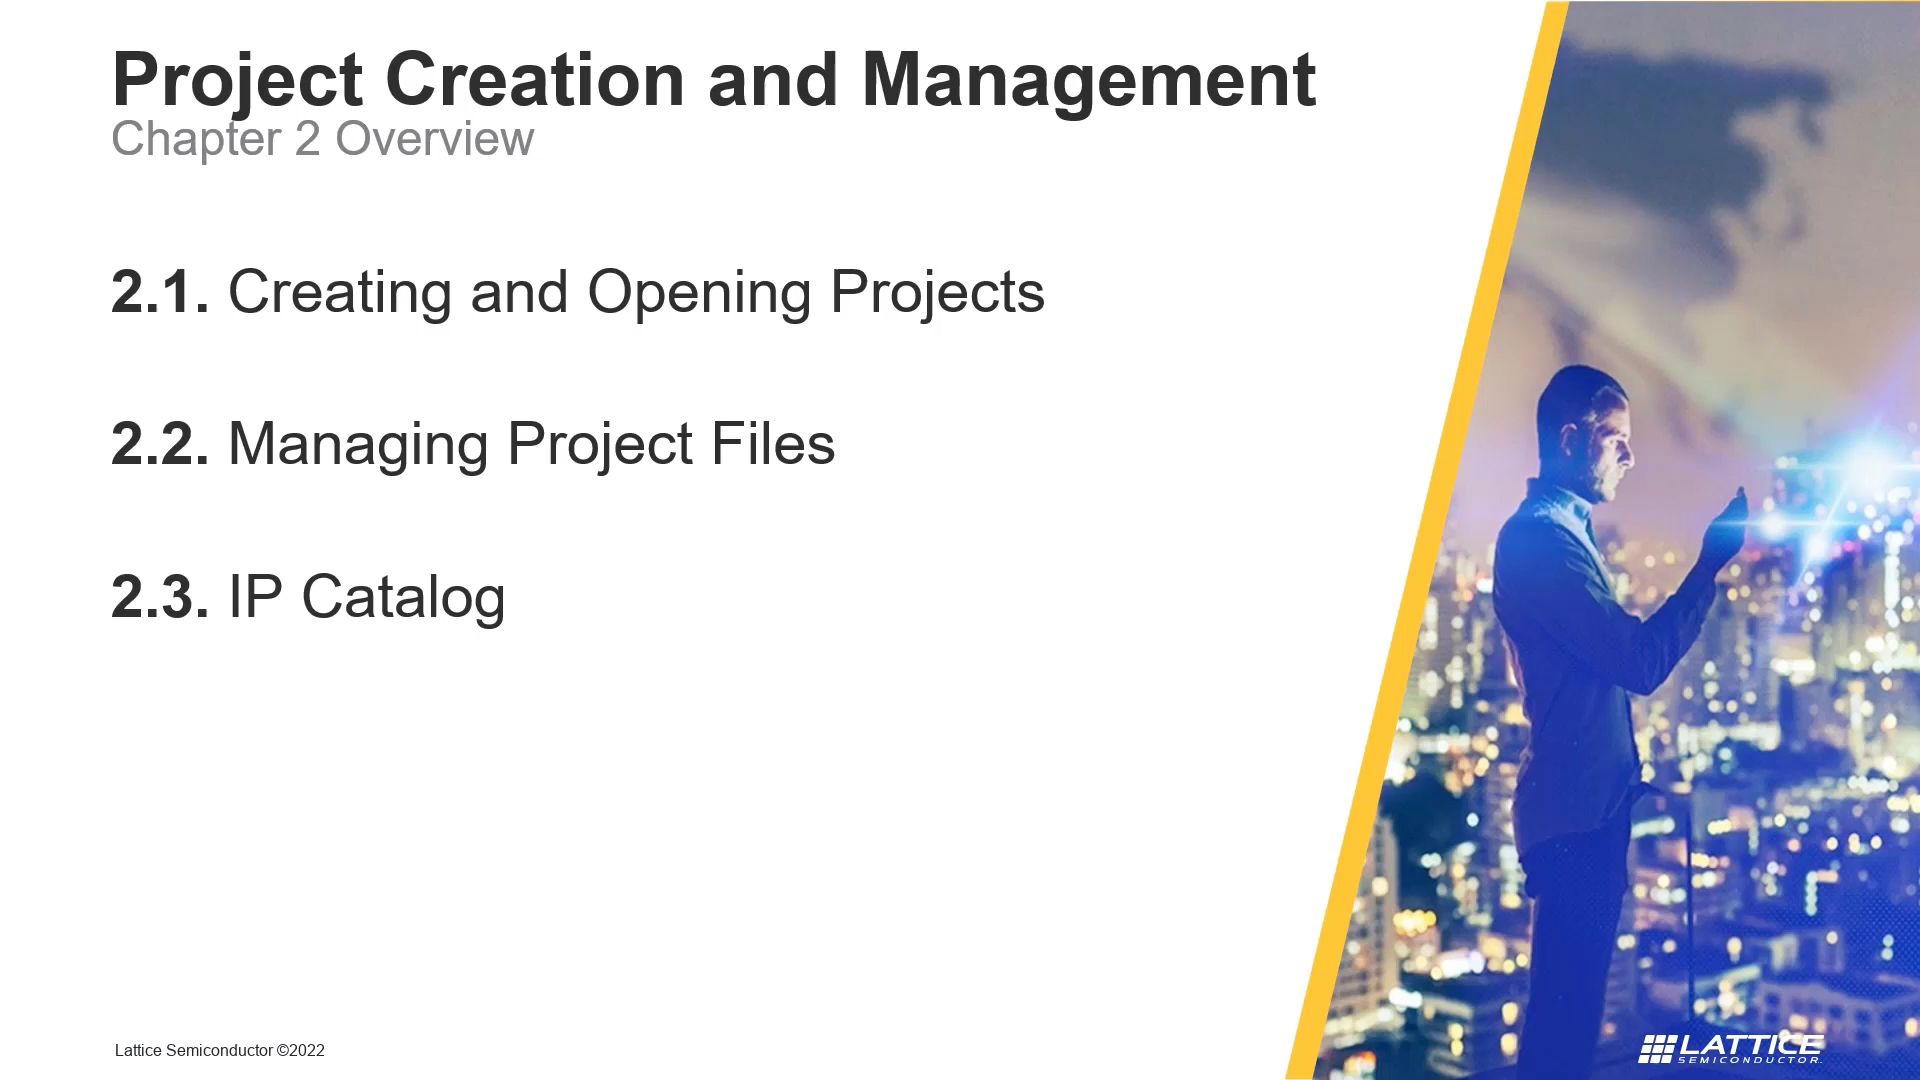 Project Creation and Management
Chapter 2 Overview
2.1. Creating and Opening Projects
2.2. Managing Project Files
2.3. IP Catalog
Lattice Semiconductor ©2022
LATTICE
SEMICONDUCTOR.